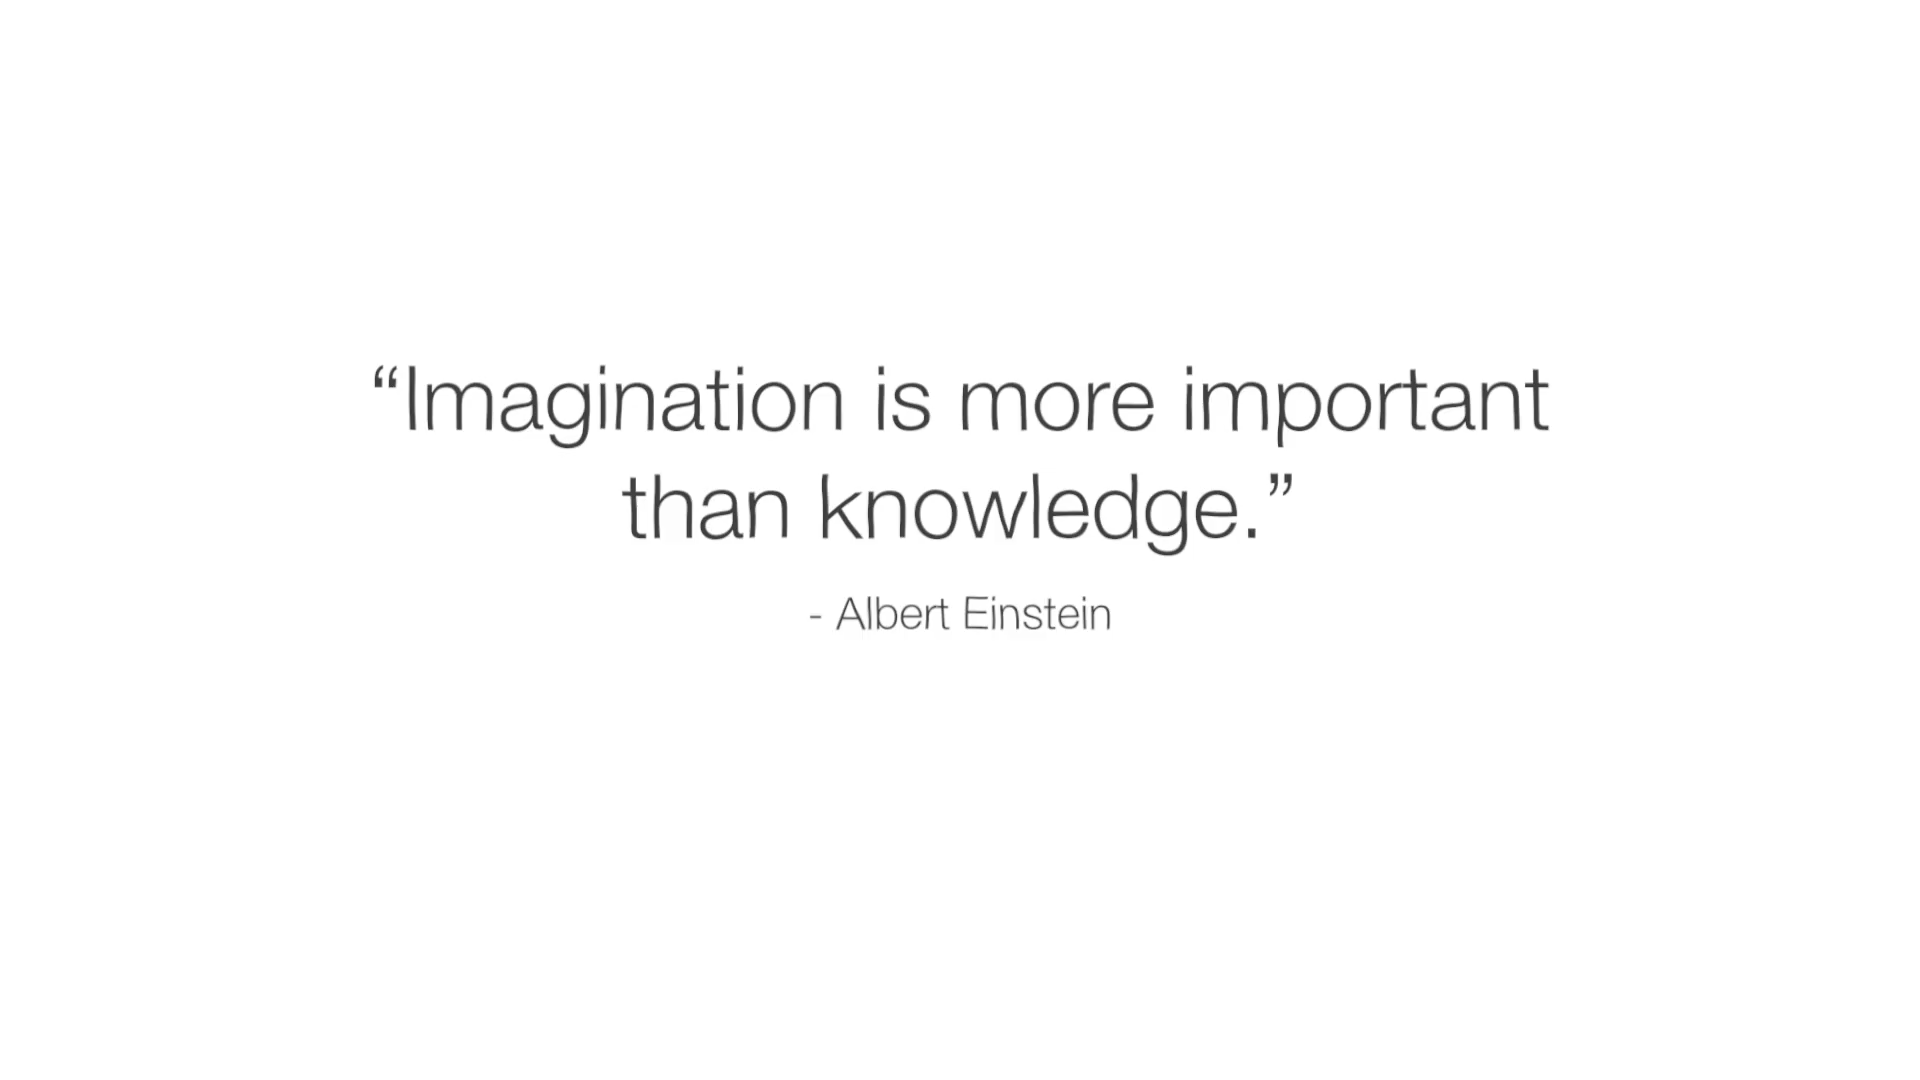 “Imagination is more important
than knowledge.”
- Albert Einstein